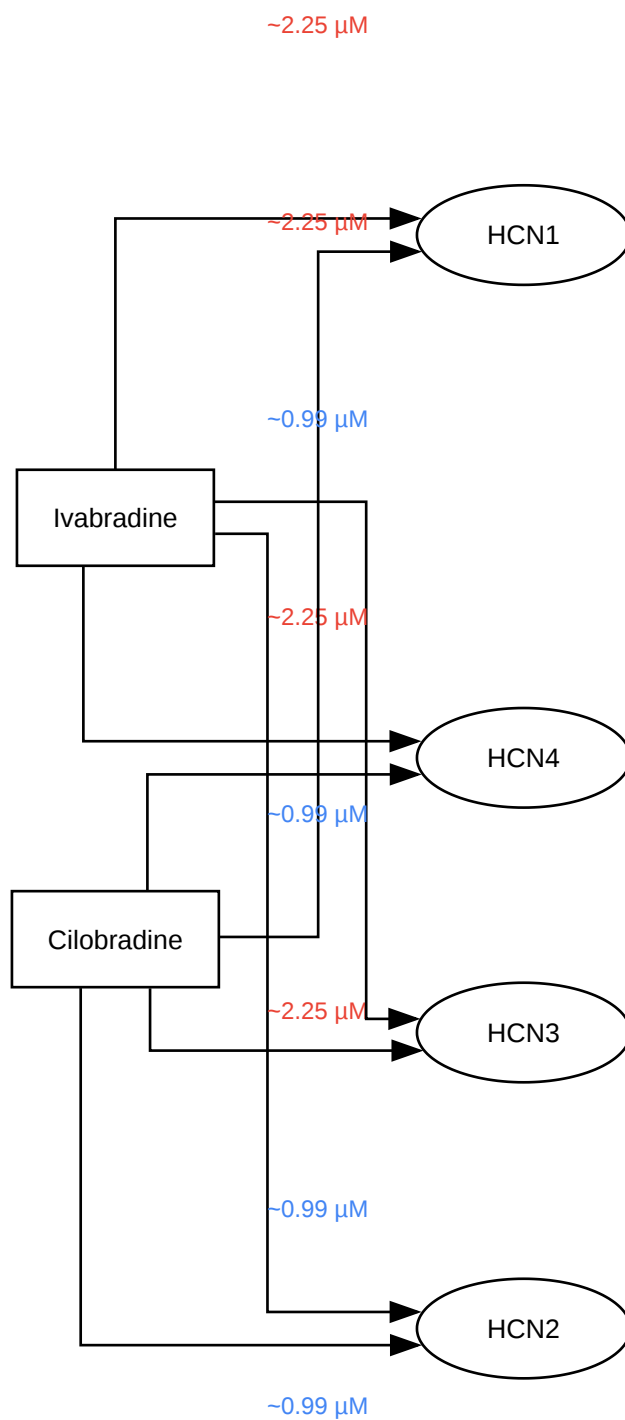 ~2.25 µM
~2.25 µM
HCN1
~0.99 µM
Ivabradine
~2.25 µM
HCN4
~0.99 µM
Cilobradine
~2.25 µM
HCN3
~0.99 µM
HCN2
~0.99 µM